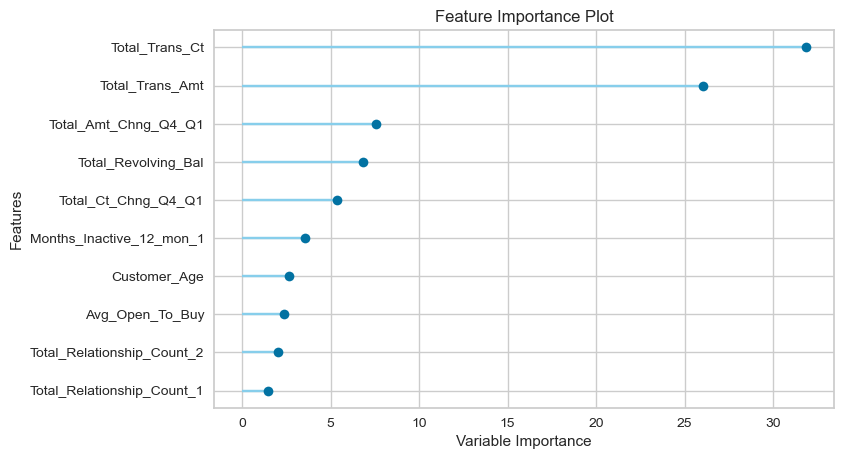 Feature Importance Plot
Features
Total_Trans_Ct
Total_Trans_Amt
Total_Amt_Chng_Q4_Q1
Total_Revolving_Bal
Total_Ct_Chng_Q4_Q1
Months_Inactive_12_mon_1
Customer_Age
Avg_Open_To_Buy
Total_Relationship_Count_2
Total_Relationship_Count_1
0 5 10 15 20 25 30
Variable Importance